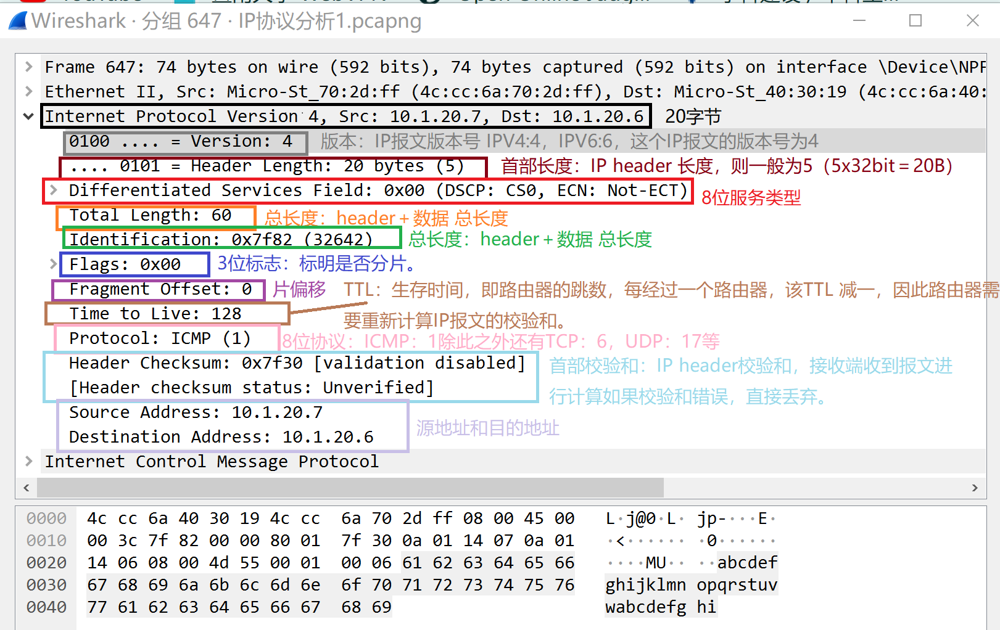 Wireshark · 分组 647 · IP协议分析1.pcapng
Frame 647: 74 bytes on wire (592 bits), 74 bytes captured (592 bits) on interface \Device\NPF
Ethernet II, Src: Micro-St_70:2d:ff (4c:cc:6a:70:2d:ff), Dst: Micro-St_40:30:19 (4c:cc:6a:40:
Internet Protocol Version 4, Src: 10.1.20.7, Dst: 10.1.20.6 20字节
0100 .... = Version: 4 版本：IP报文版本号 IPV4:4，IPV6:6，这个IP报文的版本号为4
.... 0101 = Header Length: 20 bytes (5) 首部长度：IP header 长度，则一般为5（5x32bit = 20B）
Differentiated Services Field: 0x00 (DSCP: CS0, ECN: Not-ECT) 8位服务类型
Total Length: 60 总长度：header + 数据 总长度
Identification: 0x7f82 (32642) 总长度：header + 数据 总长度
Flags: 0x00 3位标志：标明是否分片。
Fragment Offset: 0 片偏移 TTL：生存时间，即路由器的跳数，每经过一个路由器，该TTL 减一，因此路由器需
Time to Live: 128 要重新计算IP报文的校验和。
Protocol: ICMP (1) 8位协议：ICMP：1除此之外还有TCP：6，UDP：17等
Header Checksum: 0x7f30 [validation disabled] 首部校验和：IP header校验和，接收端收到报文进
[Header checksum status: Unverified] 行计算如果校验和错误，直接丢弃。
Source Address: 10.1.20.7
源地址和目的地址
Destination Address: 10.1.20.6
Internet Control Message Protocol
0000 4c cc 6a 40 30 19 4c cc 6a 70 2d ff 08 00 45 00 L·j@0·L· jp-···E·
0010 00 3c 7f 82 00 00 80 01 7f 30 0a 01 14 07 0a 01 ·<······ ·0······
0020 14 06 08 00 4d 55 00 01 00 06 61 62 63 64 65 66 ····MU·· ··abcdef
0030 67 68 69 6a 6b 6c 6d 6e 6f 70 71 72 73 74 75 76 ghijklmn opqrstuv
0040 77 61 62 63 64 65 66 67 68 69 wabcdefg hi